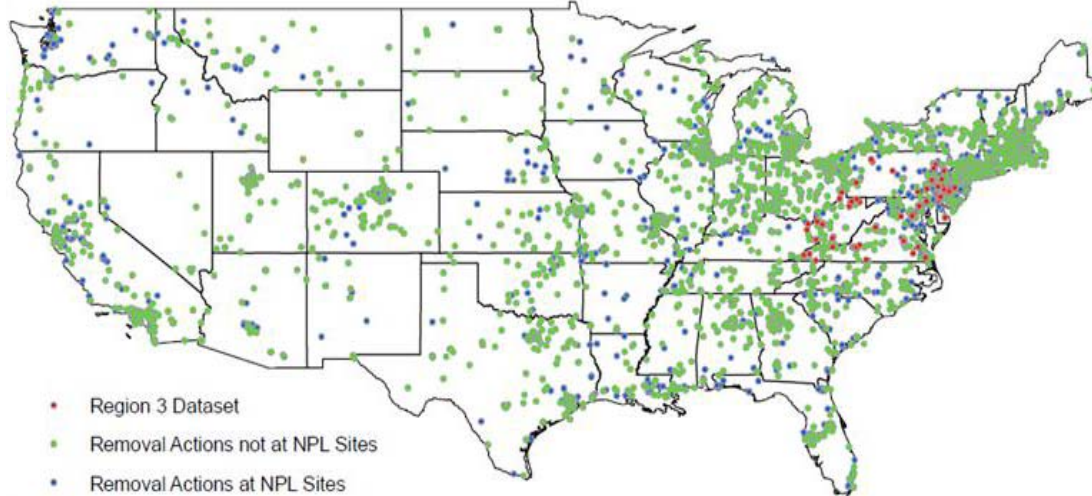 Region 3 Dataset
Removal Actions not at NPL Sites
Removal Actions at NPL Sites